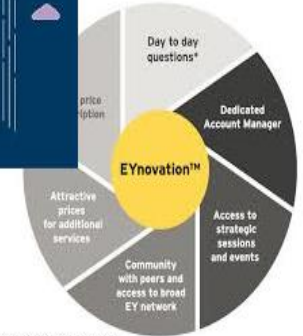 Day to day
questions*
price
Dedicated
Account Manager
EYnovation™
Attractive
prices
for additional
services
Access to
strategic
sessions
and events
Community
with peers and
access to broad
EY network